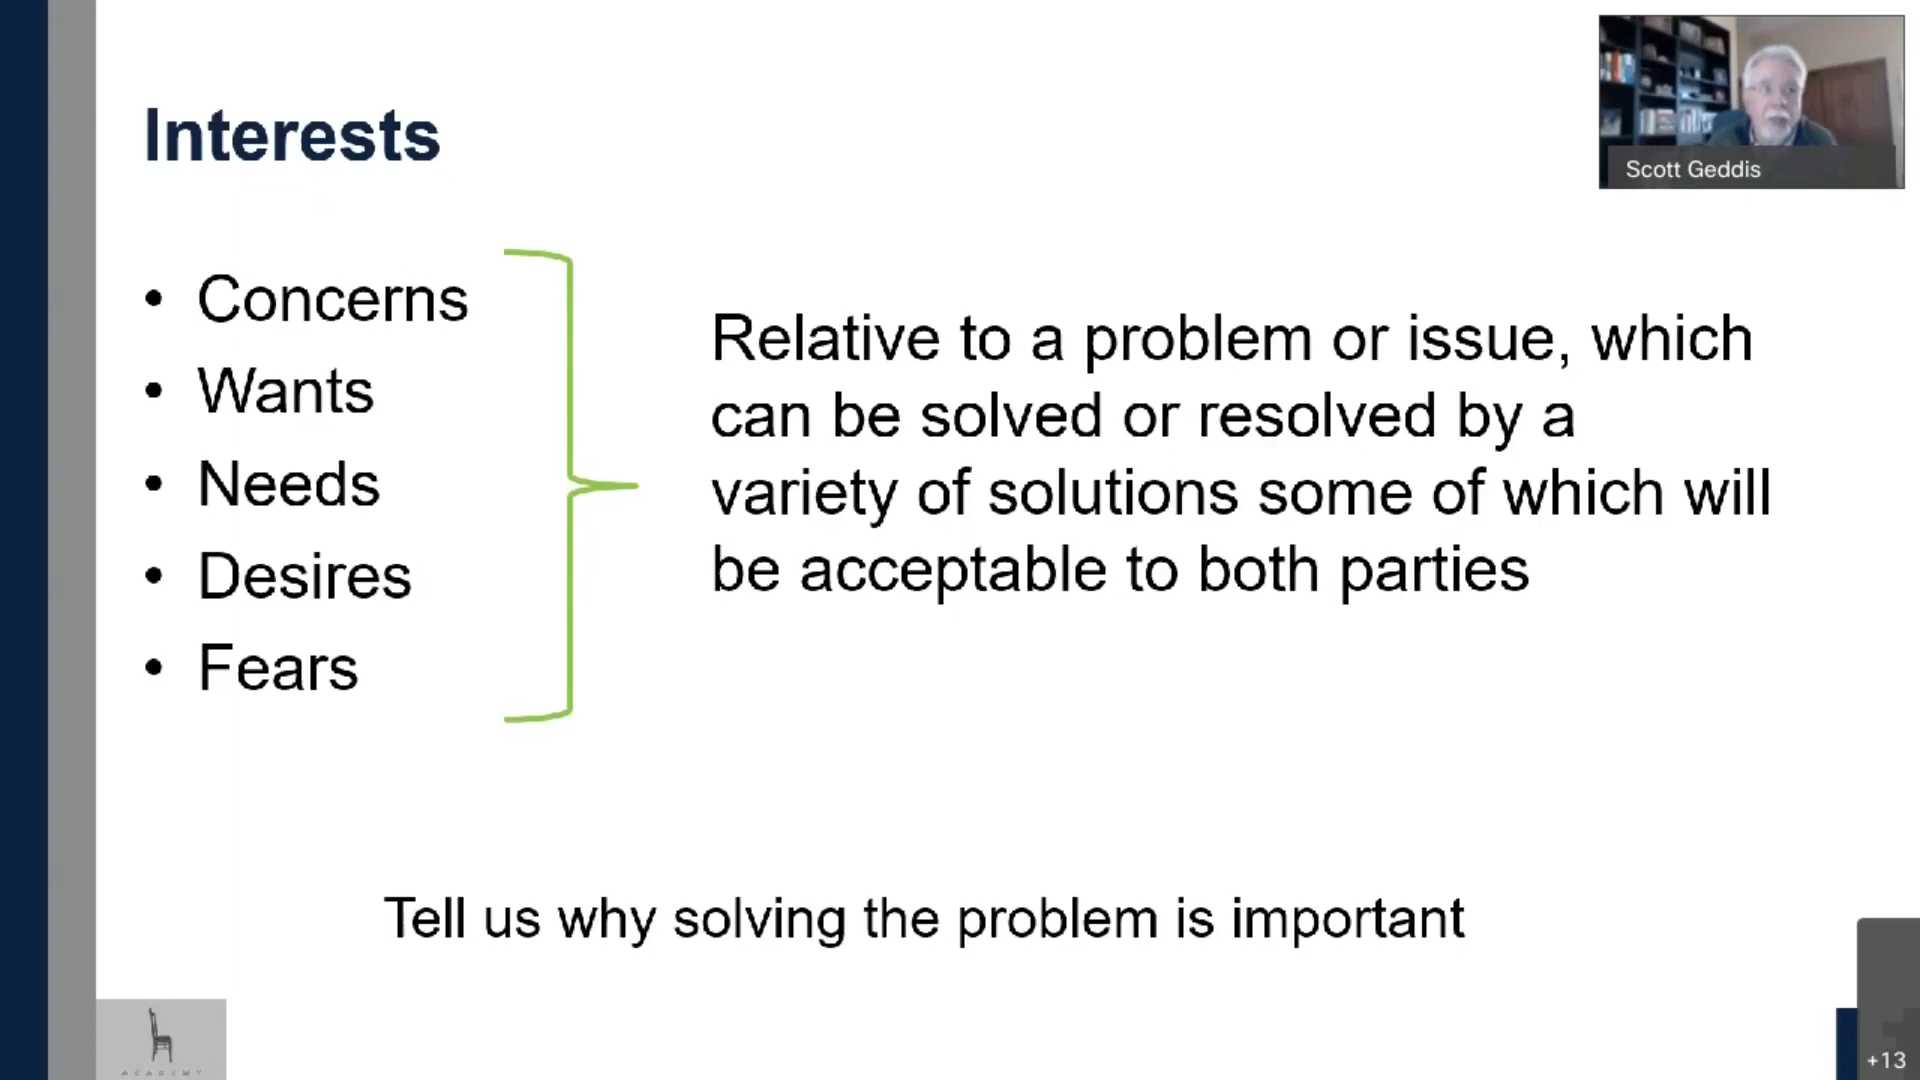 Interests
Scott Geddis
• Concerns
• Wants
• Needs
• Desires
• Fears
Relative to a problem or issue, which
can be solved or resolved by a
variety of solutions some of which will
be acceptable to both parties
Tell us why solving the problem is important
ACADEMY
+13